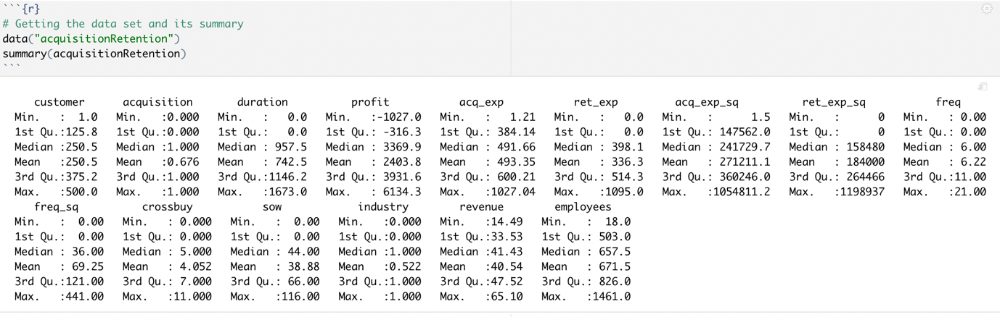 ```{r}
# Getting the data set and its summary
data("acquisitionRetention")
summary(acquisitionRetention)
```
customer acquisition duration profit acq_exp ret_exp acq_exp_sq ret_exp_sq freq
Min. : 1.0 Min. :0.000 Min. : 0.0 Min. :-1027.0 Min. : 1.21 Min. : 0.0 Min. : 1.5 Min. : 0 Min. : 0.00
1st Qu.:125.8 1st Qu.:0.000 1st Qu.: 0.0 1st Qu.: -316.3 1st Qu.: 384.14 1st Qu.: 0.0 1st Qu.: 147562.0 1st Qu.: 0 1st Qu.: 0.00
Median :250.5 Median :1.000 Median : 957.5 Median : 3369.9 Median : 491.66 Median : 398.1 Median : 241729.7 Median : 158480 Median : 6.00
Mean :250.5 Mean :0.676 Mean : 742.5 Mean : 2403.8 Mean : 493.35 Mean : 336.3 Mean : 271211.1 Mean : 184000 Mean : 6.22
3rd Qu.:375.2 3rd Qu.:1.000 3rd Qu.:1146.2 3rd Qu.: 3931.6 3rd Qu.: 600.21 3rd Qu.: 514.3 3rd Qu.: 360246.0 3rd Qu.: 264466 3rd Qu.:11.00
Max. :500.0 Max. :1.000 Max. :1673.0 Max. : 6134.3 Max. :1027.04 Max. :1095.0 Max. :1054811.2 Max. :1198937 Max. :21.00
freq_sq crossbuy sow industry revenue employees
Min. : 0.00 Min. : 0.000 Min. : 0.00 Min. :0.000 Min. :14.49 Min. : 18.0
1st Qu.: 0.00 1st Qu.: 0.000 1st Qu.: 0.00 1st Qu.:0.000 1st Qu.:33.53 1st Qu.: 503.0
Median : 36.00 Median : 5.000 Median : 44.00 Median :1.000 Median :41.43 Median : 657.5
Mean : 69.25 Mean : 4.052 Mean : 38.88 Mean :0.522 Mean :40.54 Mean : 671.5
3rd Qu.:121.00 3rd Qu.: 7.000 3rd Qu.: 66.00 3rd Qu.:1.000 3rd Qu.:47.52 3rd Qu.: 826.0
Max. :441.00 Max. :11.000 Max. :116.00 Max. :1.000 Max. :65.10 Max. :1461.0